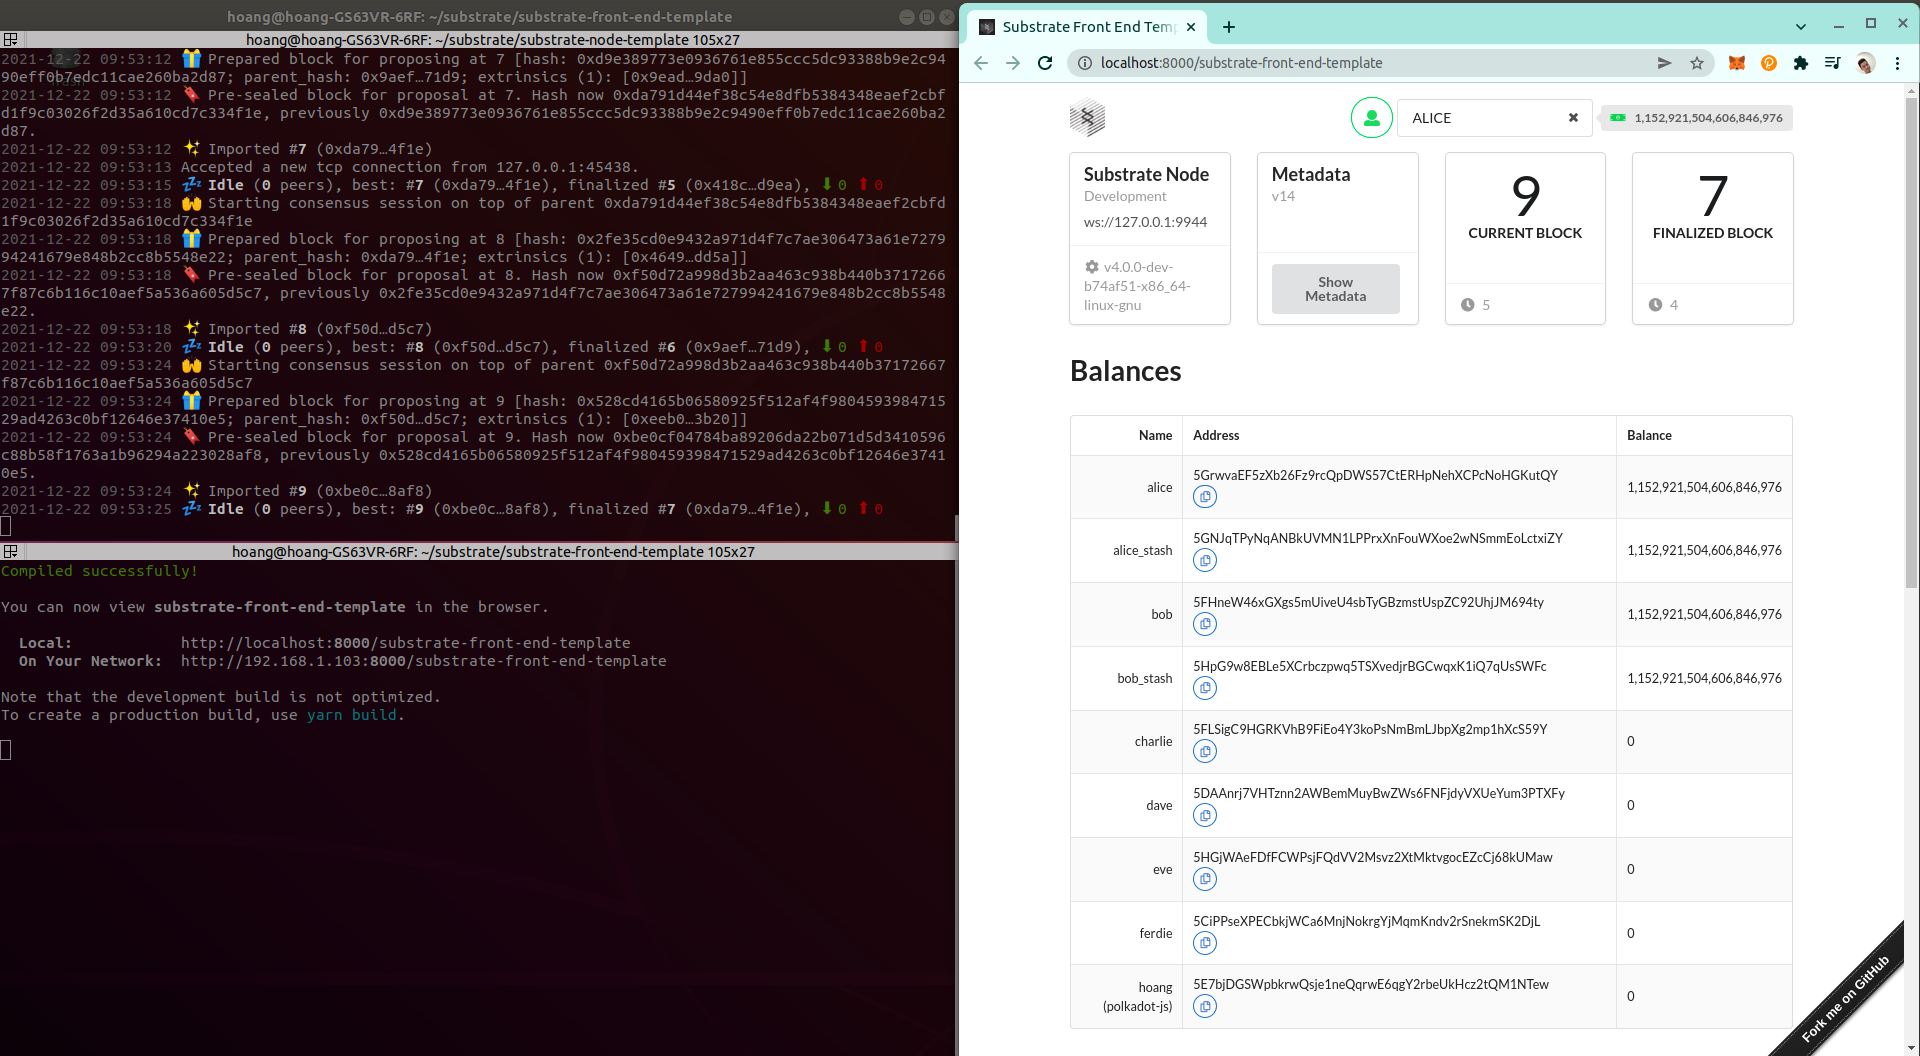 hoang@hoang-GS63VR-6RF: ~/substrate/substrate-front-end-template
hoang@hoang-GS63VR-6RF: ~/substrate/substrate-node-template 105x27
2021-12-22 09:53:12 🎁 Prepared block for proposing at 7 [hash: 0xd9e389773e0936761e855ccc5dc93388b9e2c94
90eff0b7edc11cae260ba2d87; parent_hash: 0x9aef…71d9; extrinsics (1): [0x9ead…9da0]]
2021-12-22 09:53:12 🔖 Pre-sealed block for proposal at 7. Hash now 0xda791d44ef38c54e8dfb5384348eaef2cbf
d1f9c03026f2d35a610cd7c334f1e, previously 0xd9e389773e0936761e855ccc5dc93388b9e2c9490eff0b7edc11cae260ba2
d87.
2021-12-22 09:53:12 ✨ Imported #7 (0xda79…4f1e)
2021-12-22 09:53:13 Accepted a new tcp connection from 127.0.0.1:45438.
2021-12-22 09:53:15 💤 Idle (0 peers), best: #7 (0xda79…4f1e), finalized #5 (0x418c…d9ea), ⬇ 0 ⬆ 0
2021-12-22 09:53:18 🙌 Starting consensus session on top of parent 0xda791d44ef38c54e8dfb5384348eaef2cbfd
1f9c03026f2d35a610cd7c334f1e
2021-12-22 09:53:18 🎁 Prepared block for proposing at 8 [hash: 0x2fe35cd0e9432a971d4f7c7ae306473a61e7279
94241679e848b2cc8b5548e22; parent_hash: 0xda79…4f1e; extrinsics (1): [0x4649…dd5a]]
2021-12-22 09:53:18 🔖 Pre-sealed block for proposal at 8. Hash now 0xf50d72a998d3b2aa463c938b440b3717266
7f87c6b116c10aef5a536a605d5c7, previously 0x2fe35cd0e9432a971d4f7c7ae306473a61e727994241679e848b2cc8b5548
e22.
2021-12-22 09:53:18 ✨ Imported #8 (0xf50d…d5c7)
2021-12-22 09:53:20 💤 Idle (0 peers), best: #8 (0xf50d…d5c7), finalized #6 (0x9aef…71d9), ⬇ 0 ⬆ 0
2021-12-22 09:53:24 🙌 Starting consensus session on top of parent 0xf50d72a998d3b2aa463c938b440b37172667
f87c6b116c10aef5a536a605d5c7
2021-12-22 09:53:24 🎁 Prepared block for proposing at 9 [hash: 0x528cd4165b06580925f512af4f9804593984715
29ad4263c0bf12646e37410e5; parent_hash: 0xf50d…d5c7; extrinsics (1): [0xeeb0…3b20]]
2021-12-22 09:53:24 🔖 Pre-sealed block for proposal at 9. Hash now 0xbe0cf04784ba89206da22b071d5d3410596
c88b58f1763a1b96294a223028af8, previously 0x528cd4165b06580925f512af4f980459398471529ad4263c0bf12646e3741
0e5.
2021-12-22 09:53:24 ✨ Imported #9 (0xbe0c…8af8)
2021-12-22 09:53:25 💤 Idle (0 peers), best: #9 (0xbe0c…8af8), finalized #7 (0xda79…4f1e), ⬇ 0 ⬆ 0
hoang@hoang-GS63VR-6RF: ~/substrate/substrate-front-end-template 105x27
Compiled successfully!
You can now view substrate-front-end-template in the browser.
Local: http://localhost:8000/substrate-front-end-template
On Your Network: http://192.168.1.103:8000/substrate-front-end-template
Note that the development build is not optimized.
To create a production build, use yarn build.
Substrate Front End Temp
localhost:8000/substrate-front-end-template
ALICE
1,152,921,504,606,846,976
Substrate Node
Development
ws://127.0.0.1:9944
v4.0.0-dev-
b74af51-x86_64-
linux-gnu
Metadata
v14
Show
Metadata
9
CURRENT BLOCK
5
7
FINALIZED BLOCK
4
Balances
Name Address Balance
alice 5GrwvaEF5zXb26Fz9rcQpDWS57CtERHpNehXCPcNoHGKutQY 1,152,921,504,606,846,976
alice_stash 5GNJqTPyNqANBkUVMN1LPPrxXnFouWXoe2wNSmmEoLctxiZY 1,152,921,504,606,846,976
bob 5FHneW46xGXgs5mUiveU4sbTyGBzmstUspZC92UhjJM694ty 1,152,921,504,606,846,976
bob_stash 5HpG9w8EBLe5XCrbczpwq5TSXvedjrBGCwqxK1iQ7qUsSWFc 1,152,921,504,606,846,976
charlie 5FLSigC9HGRKVhB9FiEo4Y3koPsNmBmLJbpXg2mp1hXcS59Y 0
dave 5DAAnrj7VHTznn2AWBemMuyBwZWs6FNFjdyVXUeYum3PTXFy 0
eve 5HGjWAeFDfFCWPsjFQdVV2Msvz2XtMktvgocEZcCj68kUMaw 0
ferdie 5CiPPseXPECbkjWCa6MnjNokrgYjMqmKndv2rSnekmSK2DjL 0
hoang
(polkadot-js) 5E7bjDGSWpbkrwQsje1neQqrwE6qgY2rbeUkHcz2tQM1NTew 0
Fork me on GitHub